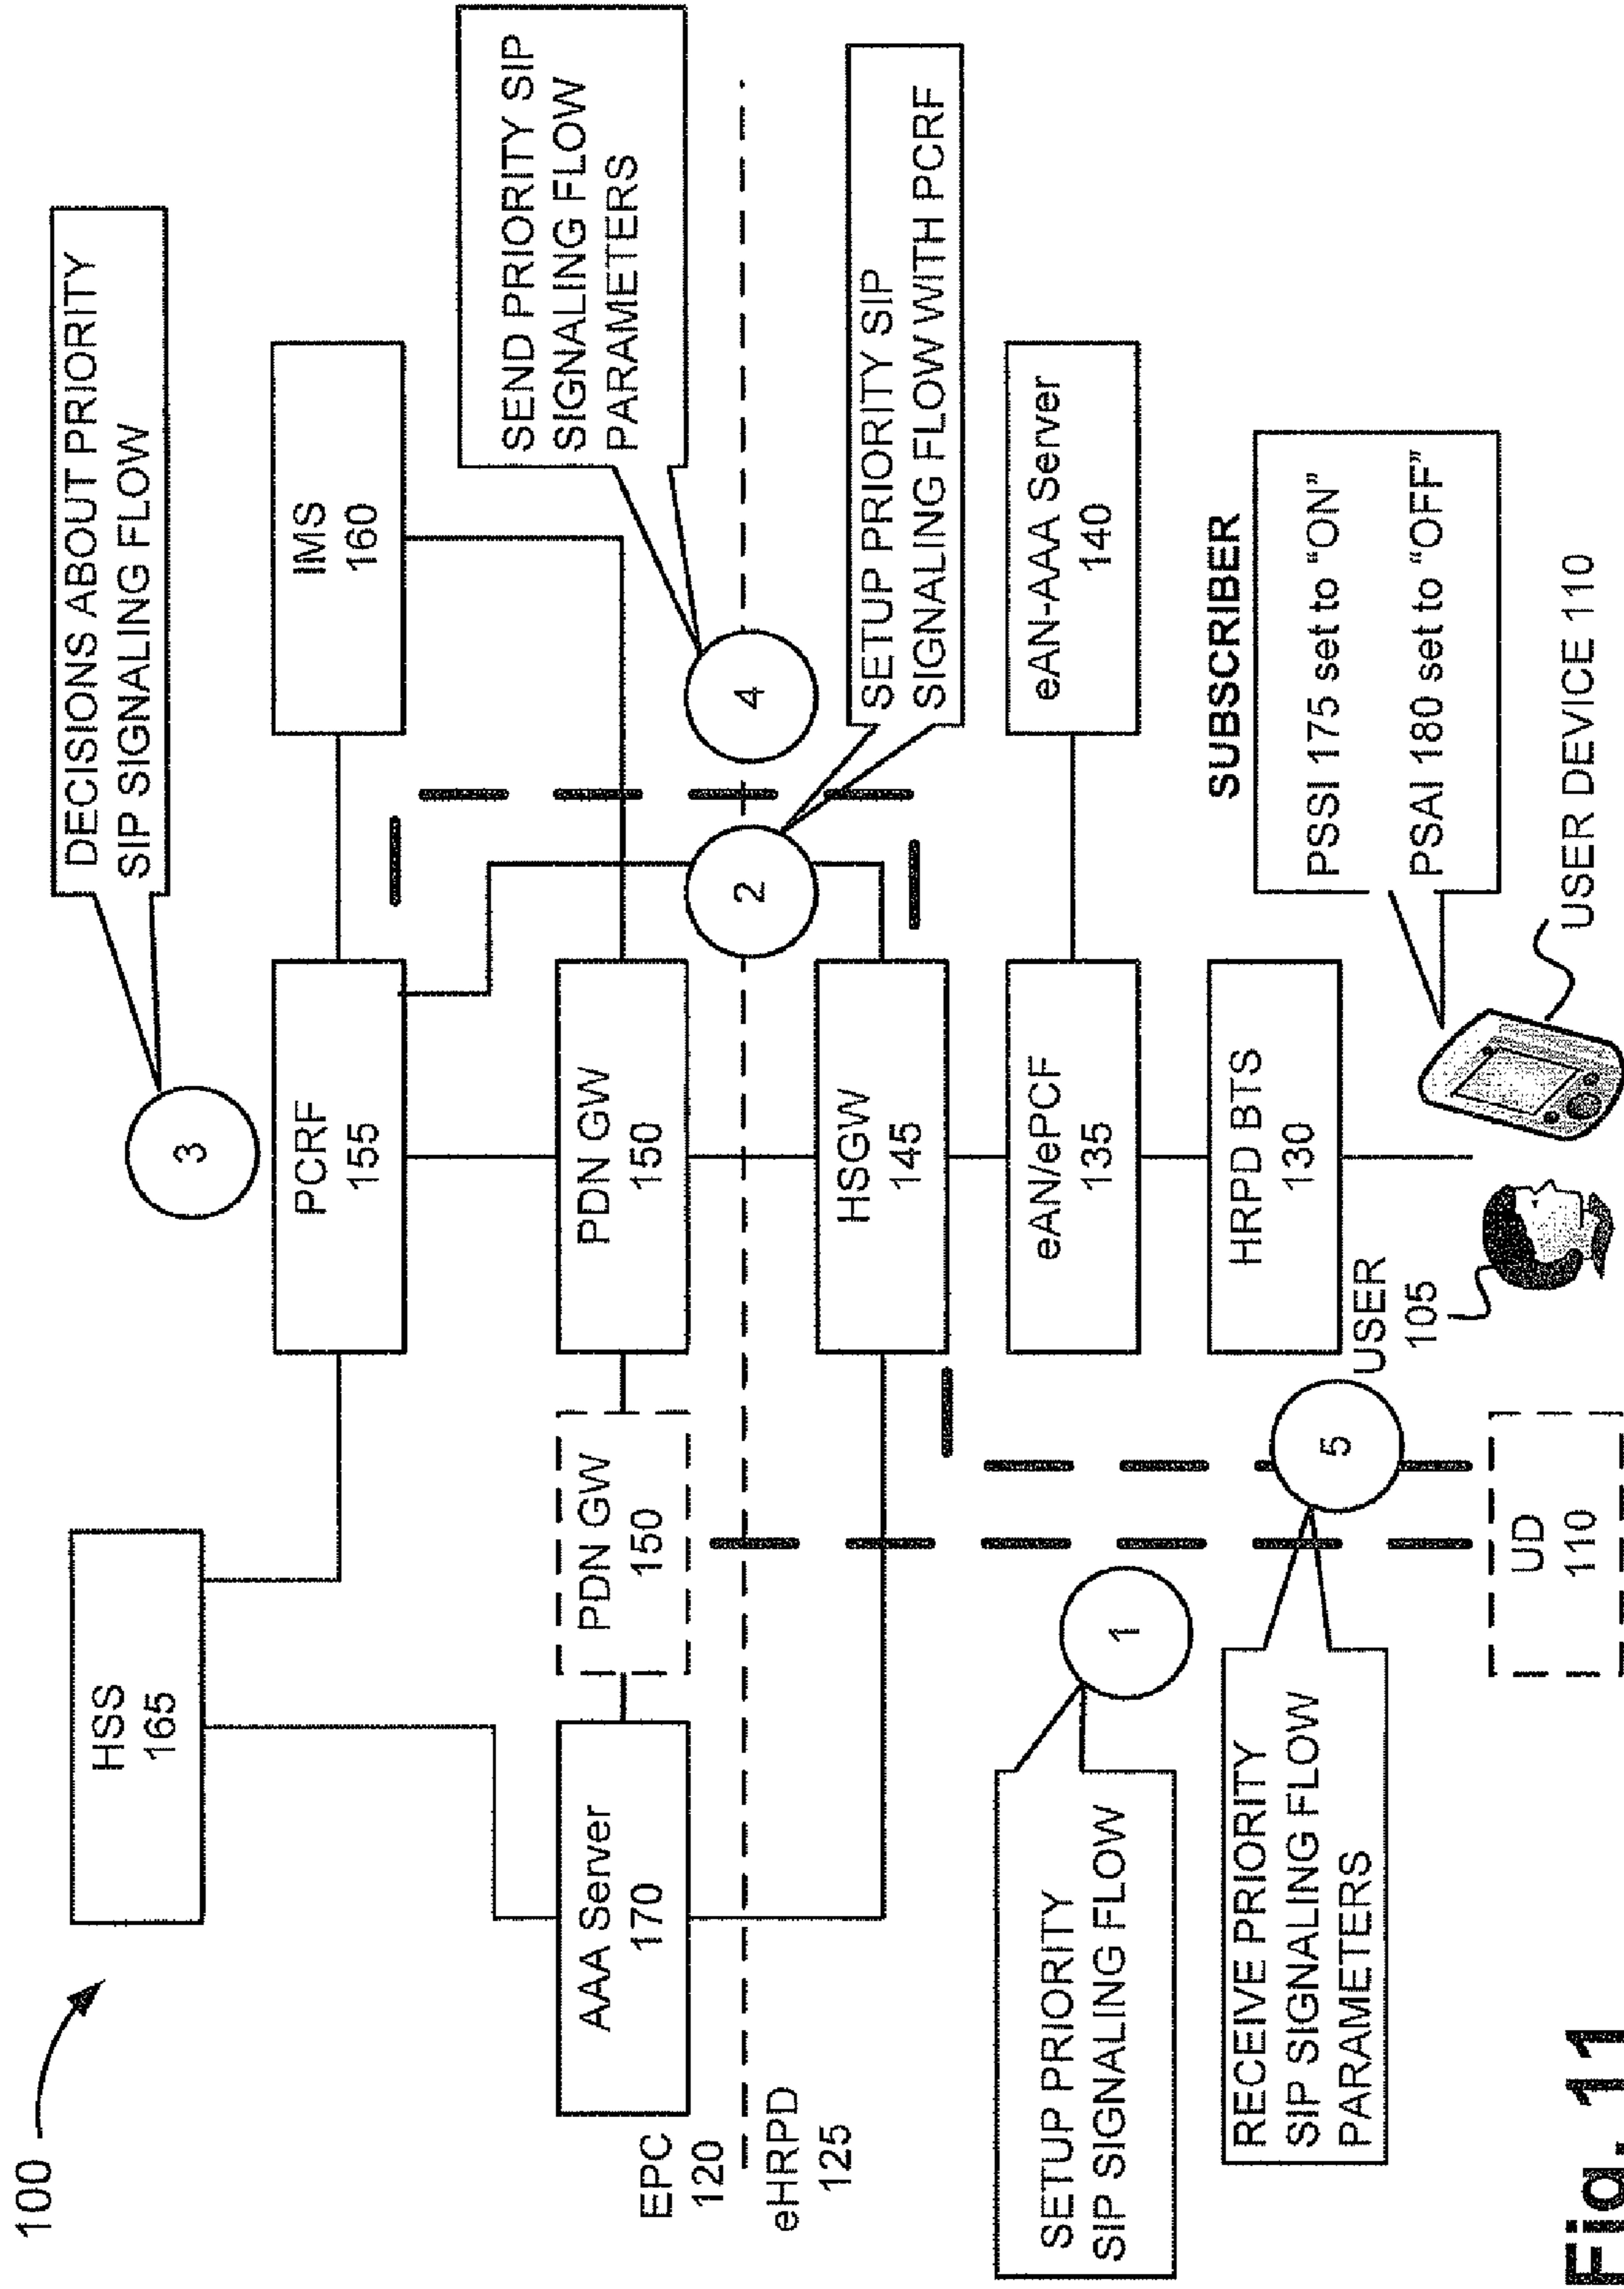 100
DECISIONS ABOUT PRIORITY
SIP SIGNALING FLOW
3
HSS
165
PCRF
155
IMS
160
SEND PRIORITY SIP
SIGNALING FLOW
PARAMETERS
AAA Server
170
PDN GW
150
PDN GW
150
EPC
120
eHRPD
125
4
2
SETUP PRIORITY SIP
SIGNALING FLOW WITH PCRF
HSGW
145
SETUP PRIORITY
SIP SIGNALING FLOW
1
eAN/ePCF
135
eAN-AAA Server
140
RECEIVE PRIORITY
SIP SIGNALING FLOW
PARAMETERS
5
HRPD BTS
130
SUBSCRIBER
PSSI 175 set to “ON”
PSAI 180 set to “OFF”
USER
105
UD
110
USER DEVICE 110
Fig. 11